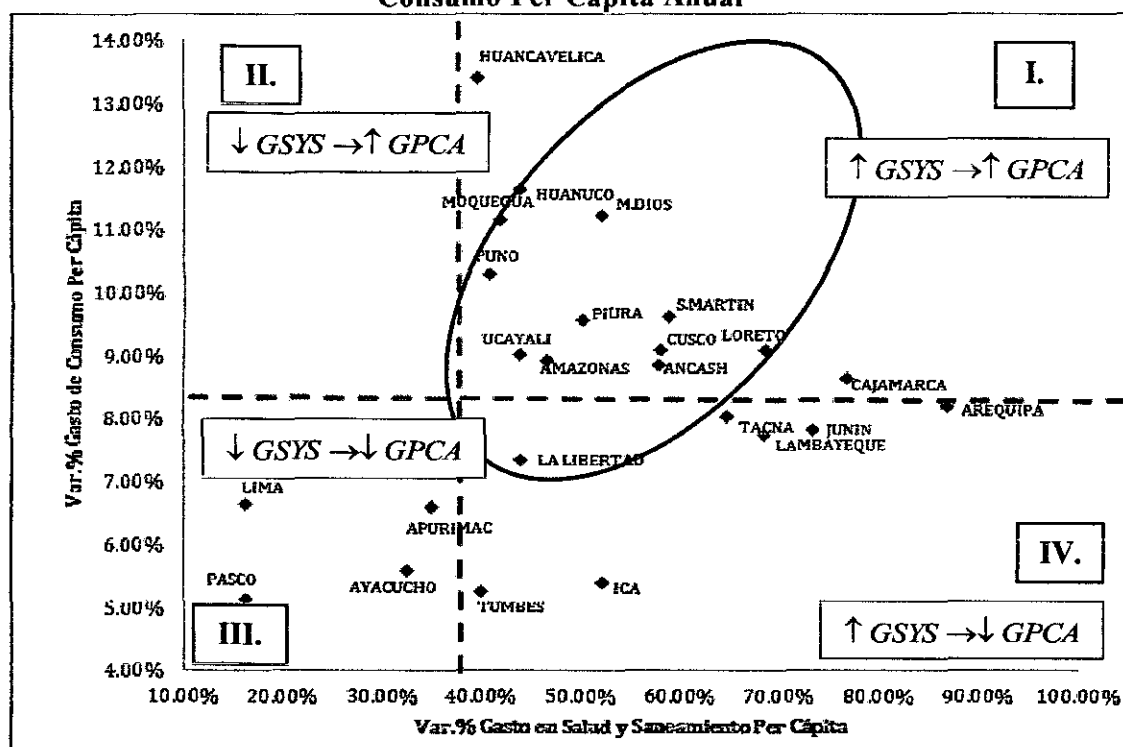 Consumo Per Cápita Anual
14.00%
HUANCAVELICA
II.
I.
13.00%
↓ GSYS → ↑ GPCA
↑ GSYS → ↑ GPCA
12.00%
HUANUCO
MOQUEGUA
M.DIOS
11.00%
PUNO
10.00%
PIURA
S.MARTIN
UCAYALI
CUSCO
LORETO
9.00%
AMAZONAS
ANCASH
CAJAMARCA
AREQUIPA
8.00%
TACNA
JUNIN
LAMBAYEQUE
↓ GSYS → ↓ GPCA
LA LIBERTAD
7.00%
LIMA
APURIMAC
6.00%
IV.
PASCO
AYACUCHO
TUMBES
ICA
5.00%
III.
↑ GSYS → ↓ GPCA
4.00%
10.00% 20.00% 30.00% 40.00% 50.00% 60.00% 70.00% 80.00% 90.00% 100.00%
Var.% Gasto en Salud y Saneamiento Per Cápita
Var.% Gasto de Consumo Per Cápita